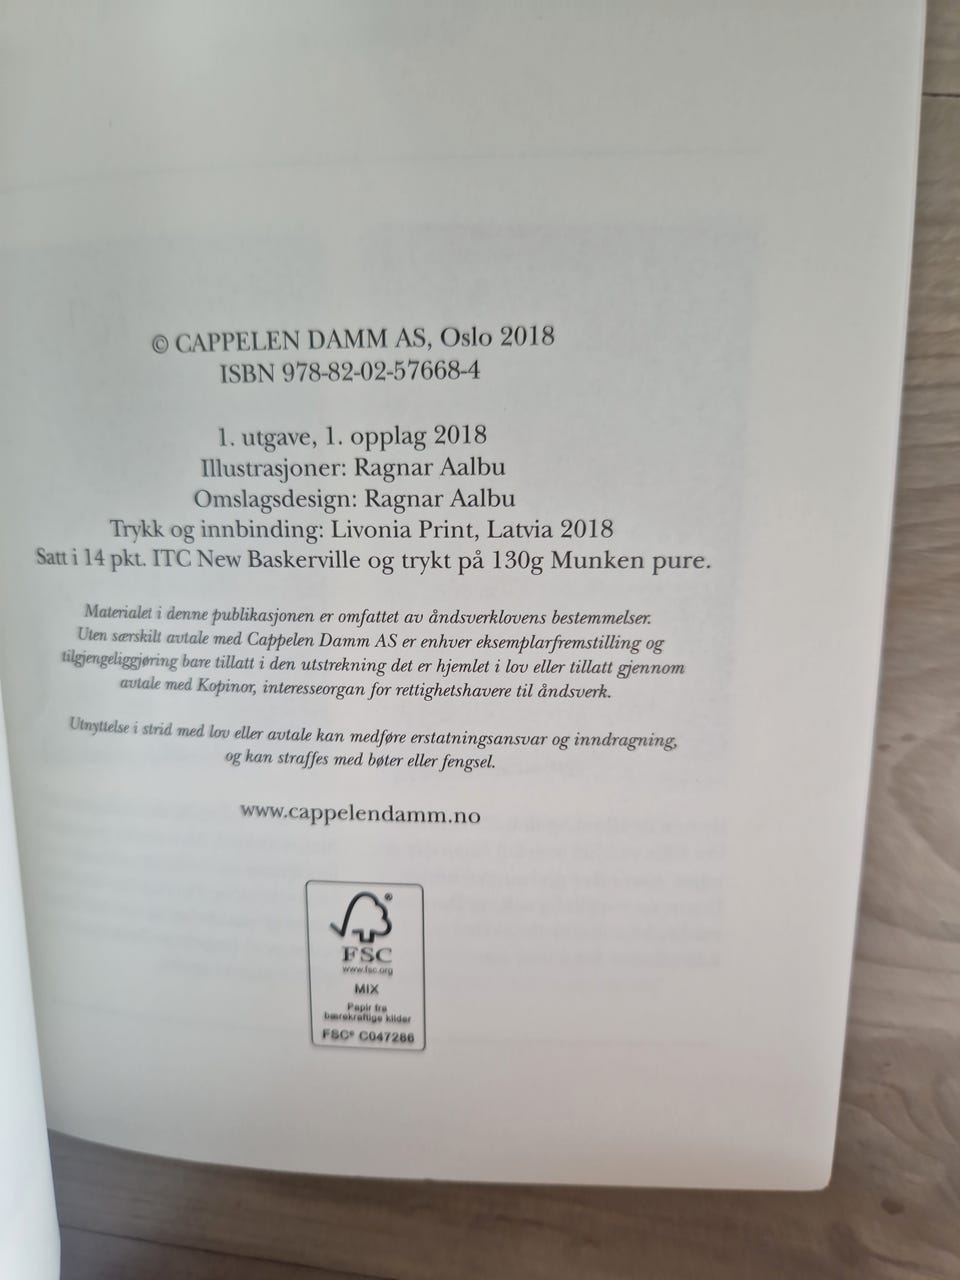 © CAPPELEN DAMM AS, Oslo 2018
ISBN 978-82-02-57668-4
1. utgave, 1. opplag 2018
Illustrasjoner: Ragnar Aalbu
Omslagsdesign: Ragnar Aalbu
Trykk og innbinding: Livonia Print, Latvia 2018
Satt i 14 pkt. ITC New Baskerville og trykt på 130g Munken pure.
Materialet i denne publikasjonen er omfattet av åndsverklovens bestemmelser.
Uten særskilt avtale med Cappelen Damm AS er enhver eksemplarfremstilling og
tilgjengeliggjøring bare tillatt i den utstrekning det er hjemlet i lov eller tillatt gjennom
avtale med Kopinor, interesseorgan for rettighetshavere til åndsverk.
Utnyttelse i strid med lov eller avtale kan medføre erstatningsansvar og inndragning,
og kan straffes med bøter eller fengsel.
www.cappelendamm.no
®
FSC
www.fsc.org
MIX
Papir fra
bærekraftige kilder
FSC® C047266